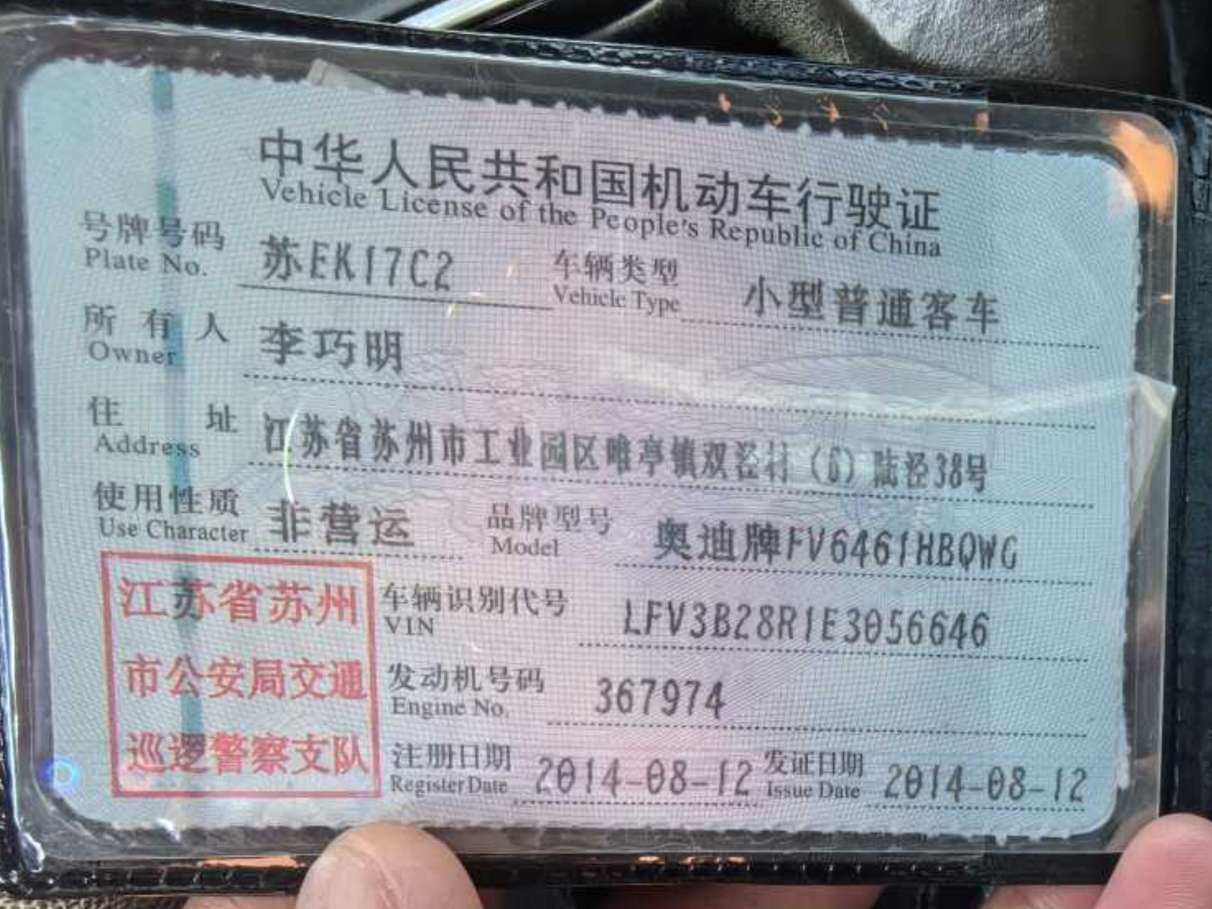 中华人民共和国机动车行驶证
Vehicle License of the People's Republic of China
号牌号码 苏EK17C2 车辆类型 小型普通客车
Plate No. Vehicle Type
所有人 李巧明
Owner
住址 江苏省苏州市工业园区唯亭镇双泾村(6)陆泾38号
Address
使用性质 非营运 品牌型号 奥迪牌FV6461HBQWG
Use Character Model
江苏省苏州
市公安局交通
巡逻警察支队
车辆识别代号 LFV3B28R1E3056646
VIN
发动机号码 367974
Engine No.
注册日期 2014-08-12 发证日期 2014-08-12
Register Date Issue Date